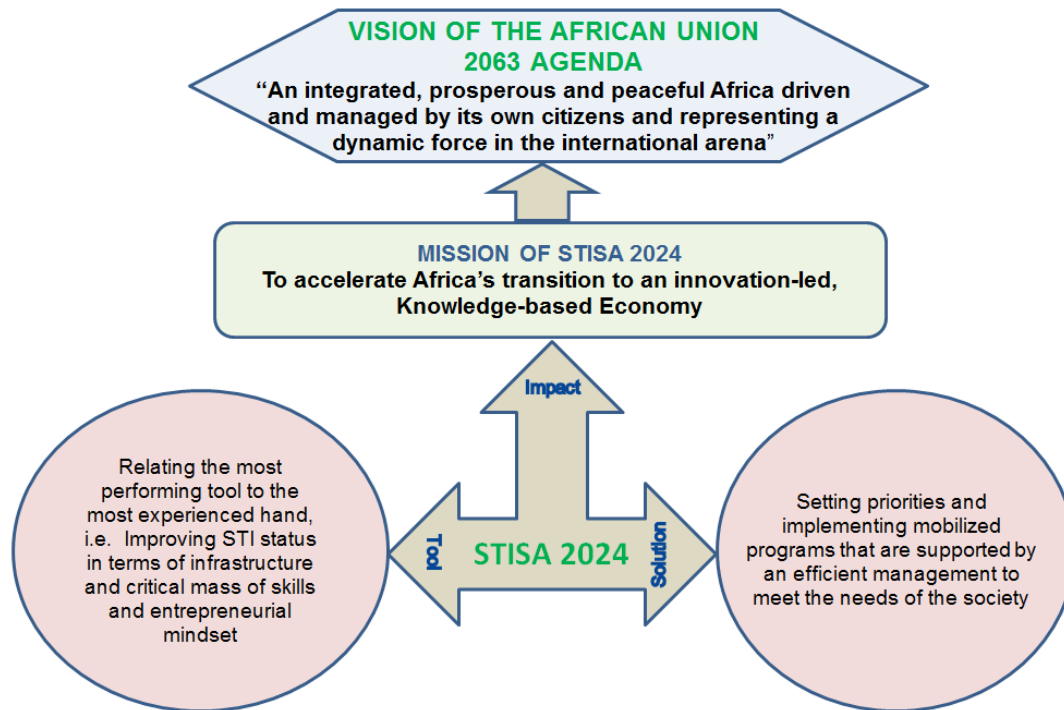 VISION OF THE AFRICAN UNION
2063 AGENDA
“An integrated, prosperous and peaceful Africa driven
and managed by its own citizens and representing a
dynamic force in the international arena”
MISSION OF STISA 2024
To accelerate Africa’s transition to an innovation-led,
Knowledge-based Economy
Impact
Relating the most
performing tool to the
most experienced hand,
i.e.  Improving STI status
in terms of infrastructure
and critical mass of skills
and entrepreneurial
mindset
Tool
STISA 2024
Solution
Setting priorities and
implementing mobilized
programs that are supported by
an efficient management to
meet the needs of the society